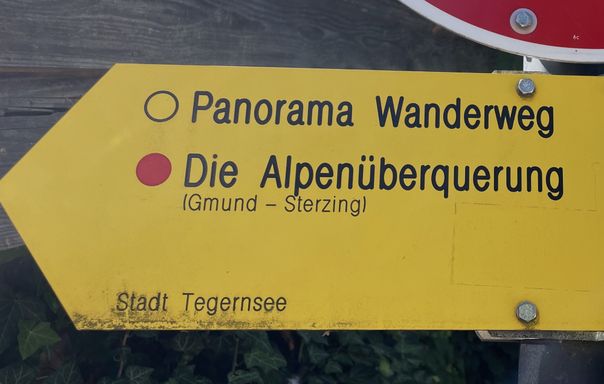 Panorama Wanderweg
Die Alpenüberquerung
(Gmund – Sterzing)
Stadt Tegernsee